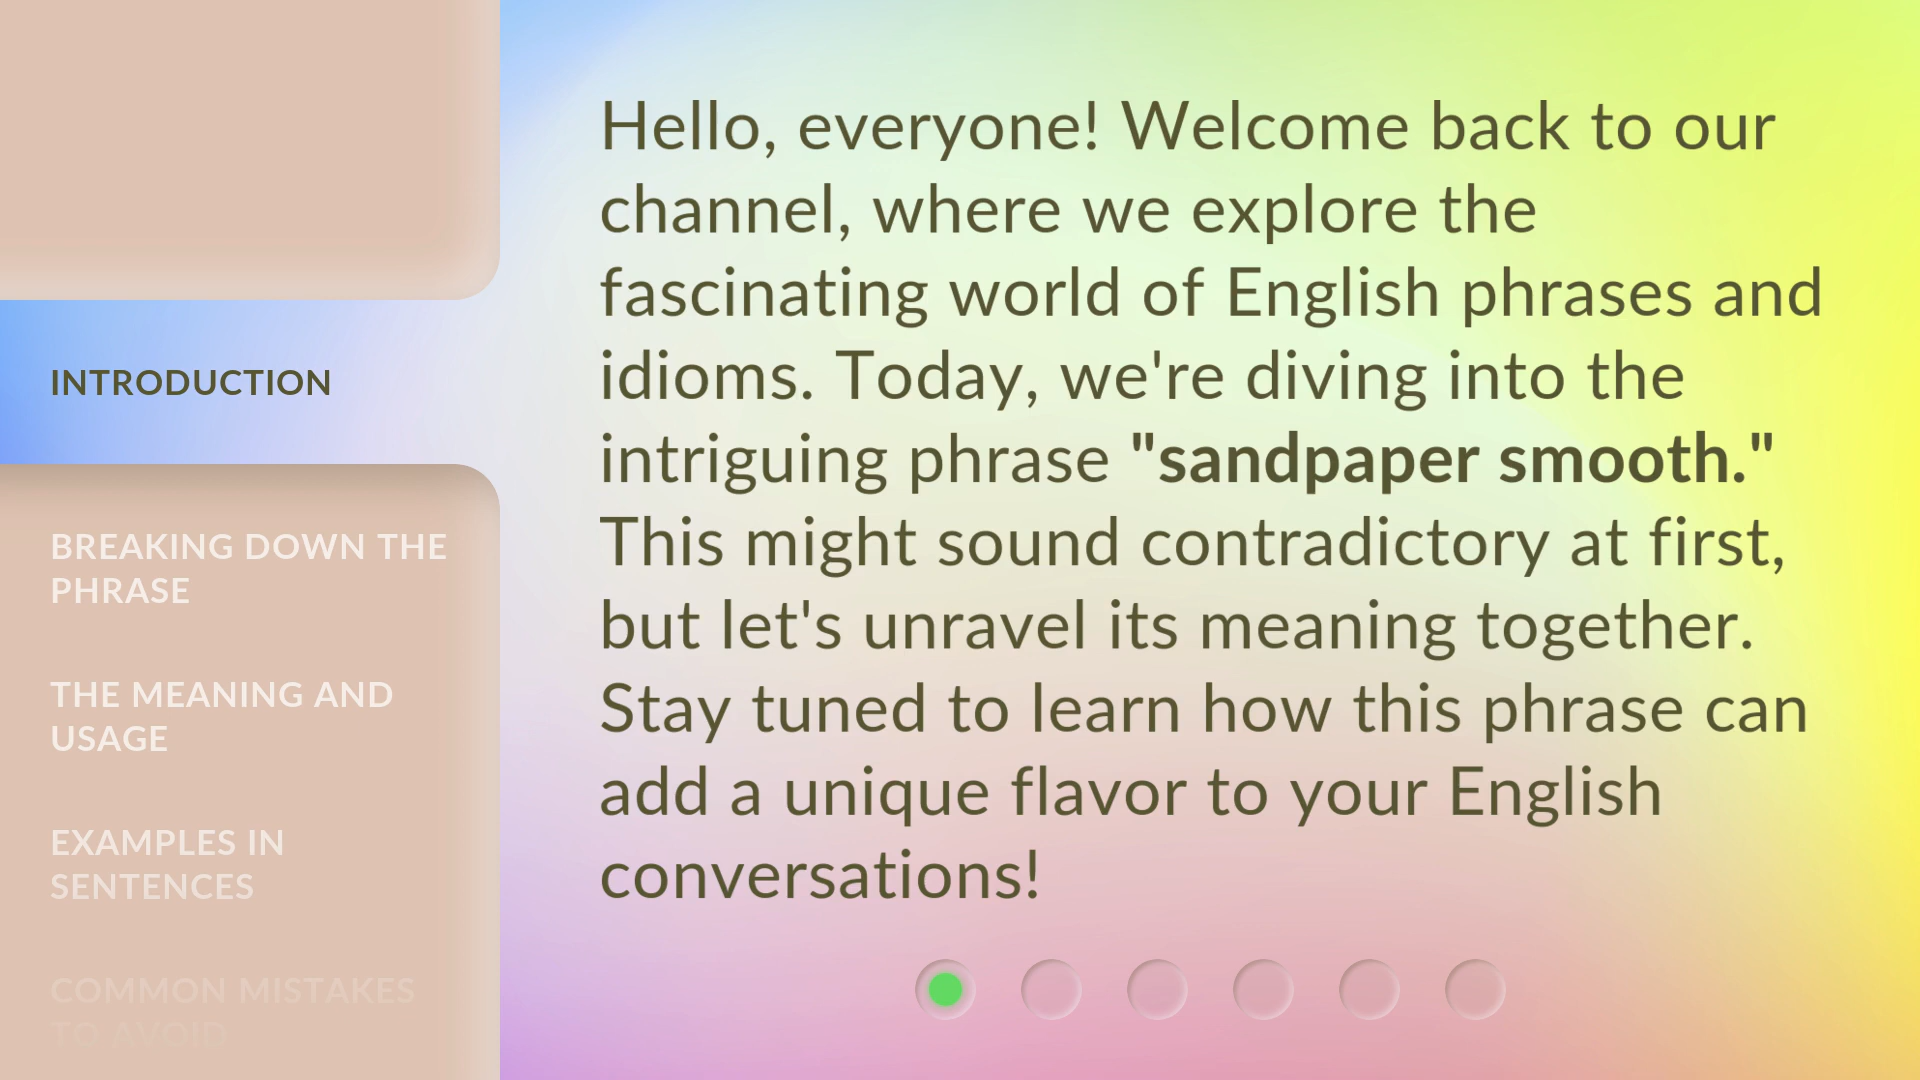 INTRODUCTION
BREAKING DOWN THE
PHRASE
THE MEANING AND
USAGE
EXAMPLES IN
SENTENCES
COMMON MISTAKES
TO AVOID
Hello, everyone! Welcome back to our
channel, where we explore the
fascinating world of English phrases and
idioms. Today, we're diving into the
intriguing phrase "sandpaper smooth."
This might sound contradictory at first,
but let's unravel its meaning together.
Stay tuned to learn how this phrase can
add a unique flavor to your English
conversations!